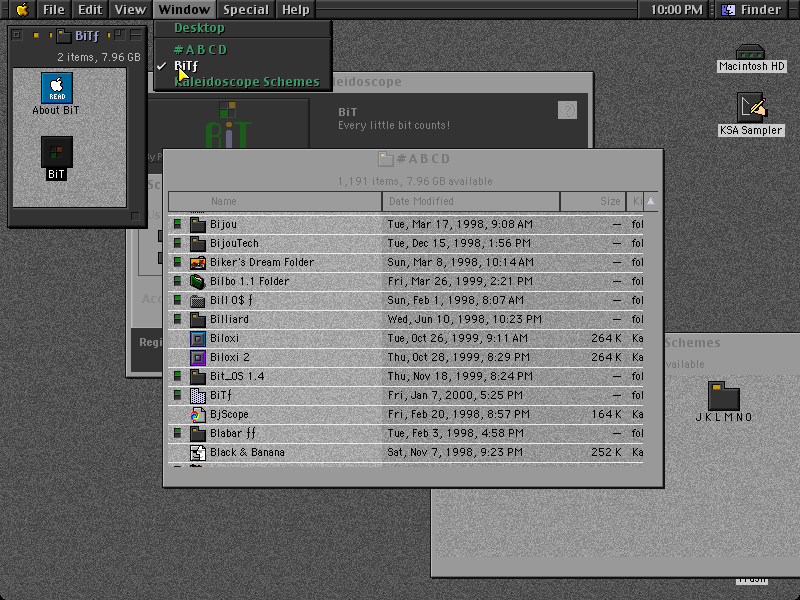 File Edit View Window Special Help 10:00 PM Finder
Desktop
#ABCD
BiTƒ
Kaleidoscope Schemes
BiTƒ
2 items, 7.96 GB
About BiT
BiT
READ
Macintosh HD
KSA Sampler
BiT
Every little bit counts!
BiT
?
#ABCD
1,191 items, 7.96 GB available
Name Date Modified Size Ki
Bijou Tue, Mar 17, 1998, 9:08 AM — fol
BijouTech Tue, Dec 15, 1998, 1:56 PM — fol
Biker's Dream Folder Sun, Mar 8, 1998, 10:14 AM — fol
Bilbo 1.1 Folder Fri, Mar 26, 1999, 2:21 PM — fol
Bill 0$ ƒ Sun, Feb 1, 1998, 8:07 AM — fol
Billiard Wed, Jun 10, 1998, 10:23 PM — fol
Biloxi Tue, Oct 26, 1999, 9:11 AM 264 K Ka
Biloxi 2 Thu, Oct 28, 1999, 8:29 PM 264 K Ka
Bit_OS 1.4 Thu, Nov 18, 1999, 8:24 PM — fol
BiTƒ Fri, Jan 7, 2000, 5:25 PM — fol
BjScope Fri, Feb 20, 1998, 8:57 PM 164 K Ka
Blabar ƒƒ Tue, Feb 3, 1998, 4:58 PM — fol
Black & Banana Sat, Nov 7, 1998, 9:23 PM 252 K Ka
Regi
Schemes
available
J K L M N O
Trash